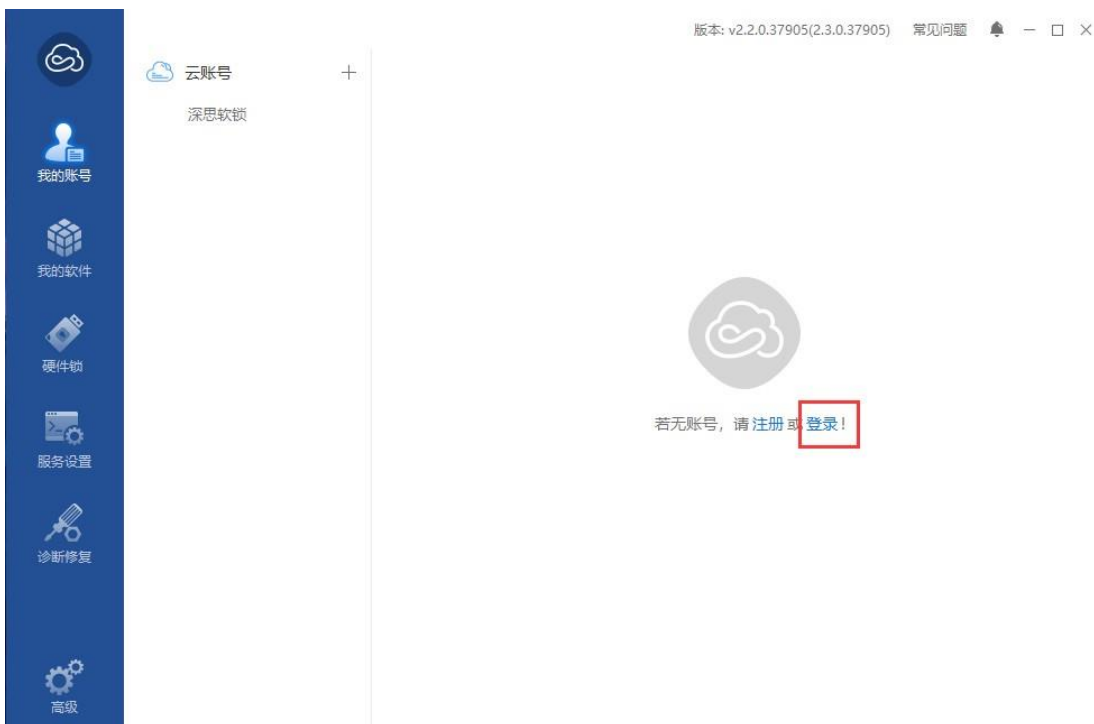 版本: v2.2.0.37905(2.3.0.37905) 常见问题
云账号
深思软锁
我的账号
我的软件
硬件锁
服务设置
诊断修复
高级
若无账号，请 注册 或 登录！